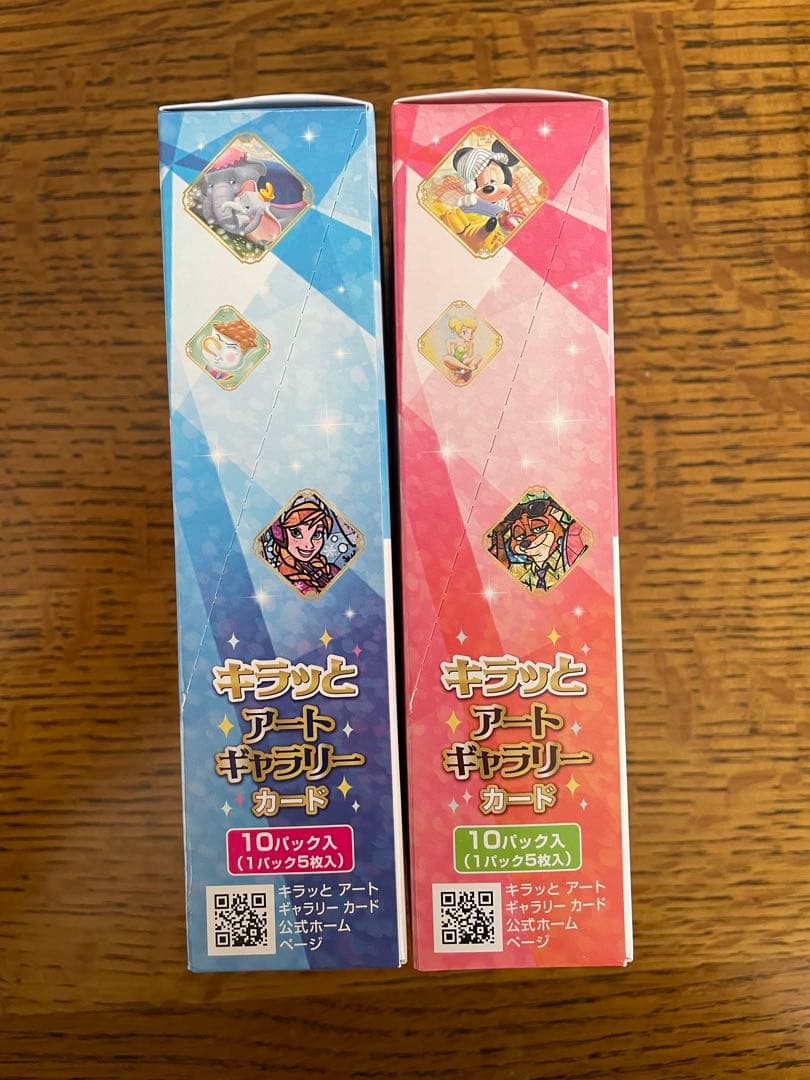 キラッと
アート
ギャラリー
カード
10パック入
(1パック5枚入)
キラッと アート
ギャラリー カード
公式ホーム
ページ
キラッと
アート
ギャラリー
カード
10パック入
(1パック5枚入)
キラッと アート
ギャラリー カード
公式ホーム
ページ